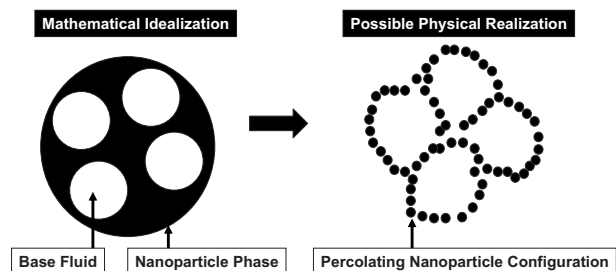 Mathematical Idealization
Possible Physical Realization
Base Fluid
Nanoparticle Phase
Percolating Nanoparticle Configuration